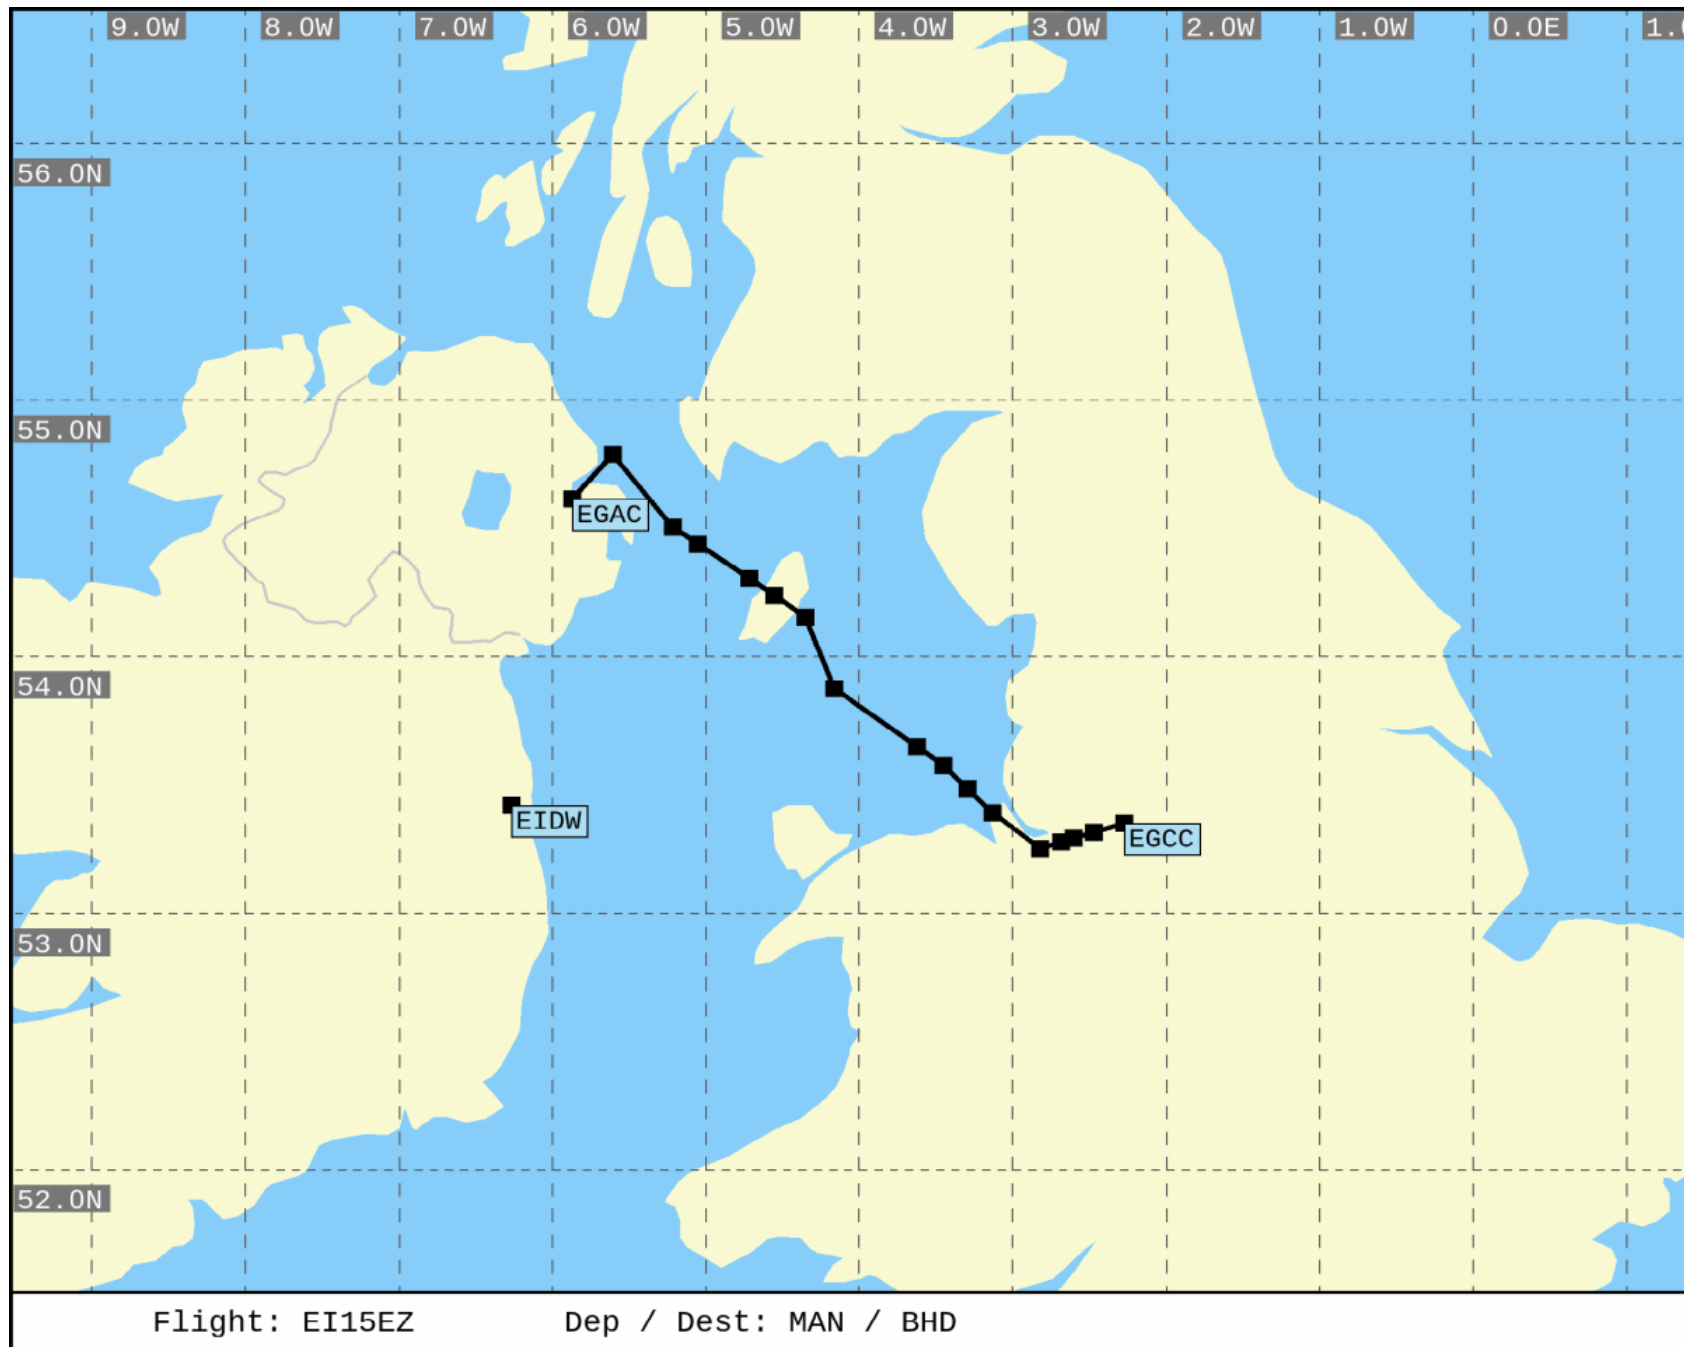 9.0W 8.0W 7.0W 6.0W 5.0W 4.0W 3.0W 2.0W 1.0W 0.0E 1.0
56.0N
55.0N
EGAC
54.0N
EIDW
EGCC
53.0N
52.0N
Flight: EI15EZ Dep / Dest: MAN / BHD